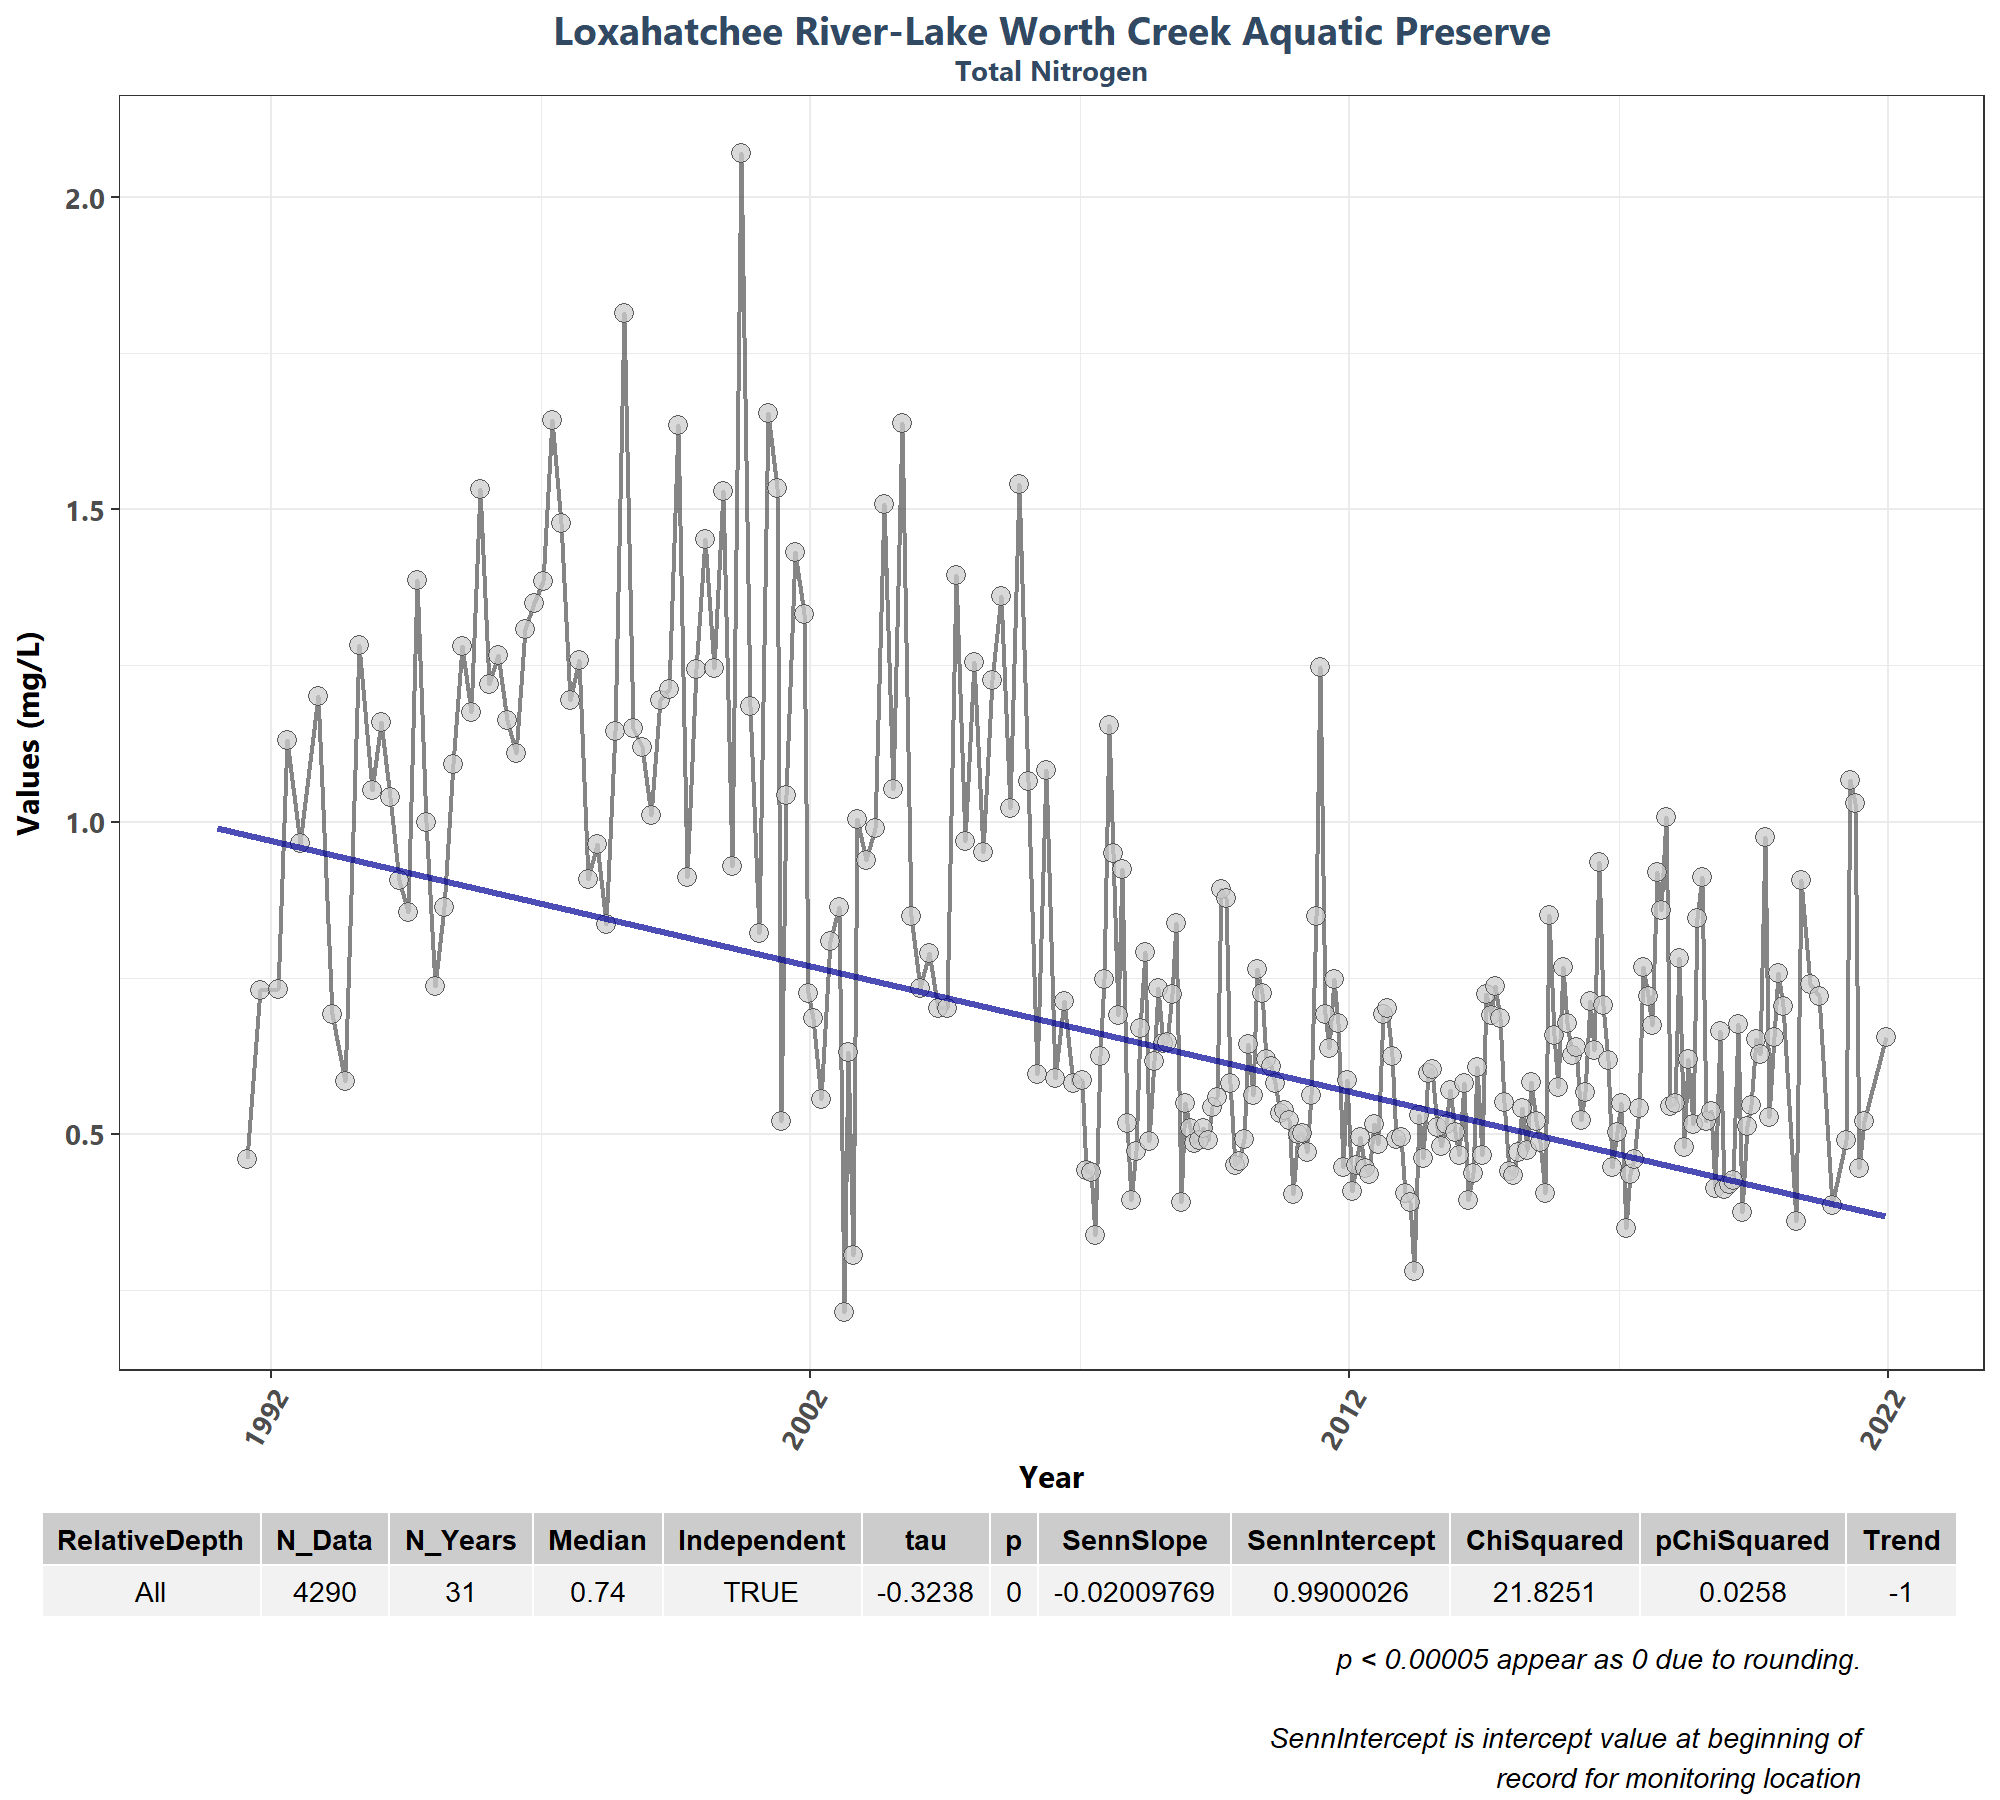 Loxahatchee River-Lake Worth Creek Aquatic Preserve
Total Nitrogen
Values (mg/L)
2.0
1.5
1.0
0.5
1992
2002
2012
2022
Year
RelativeDepth N_Data N_Years Median Independent tau p SennSlope SennIntercept ChiSquared pChiSquared Trend
All 4290 31 0.74 TRUE -0.3238 0 -0.02009769 0.9900026 21.8251 0.0258 -1
p < 0.00005 appear as 0 due to rounding.
SennIntercept is intercept value at beginning of
record for monitoring location